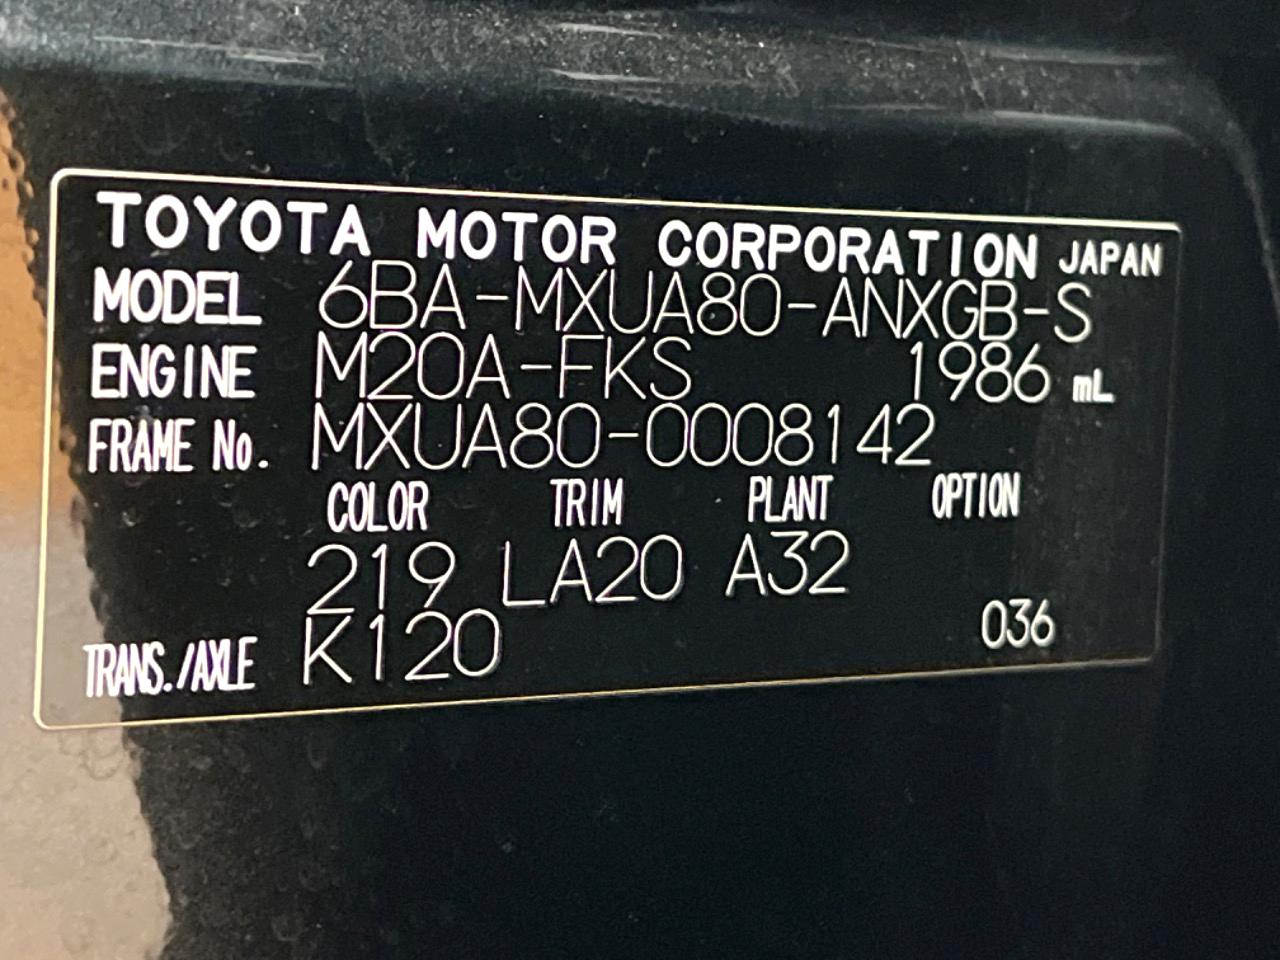 TOYOTA MOTOR CORPORATION JAPAN
MODEL 6BA-MXUA80-ANXGB-S
ENGINE M20A-FKS 1986 mL
FRAME No. MXUA80-0008142
COLOR TRIM PLANT OPTION
219 LA20 A32
TRANS./AXLE K120 036